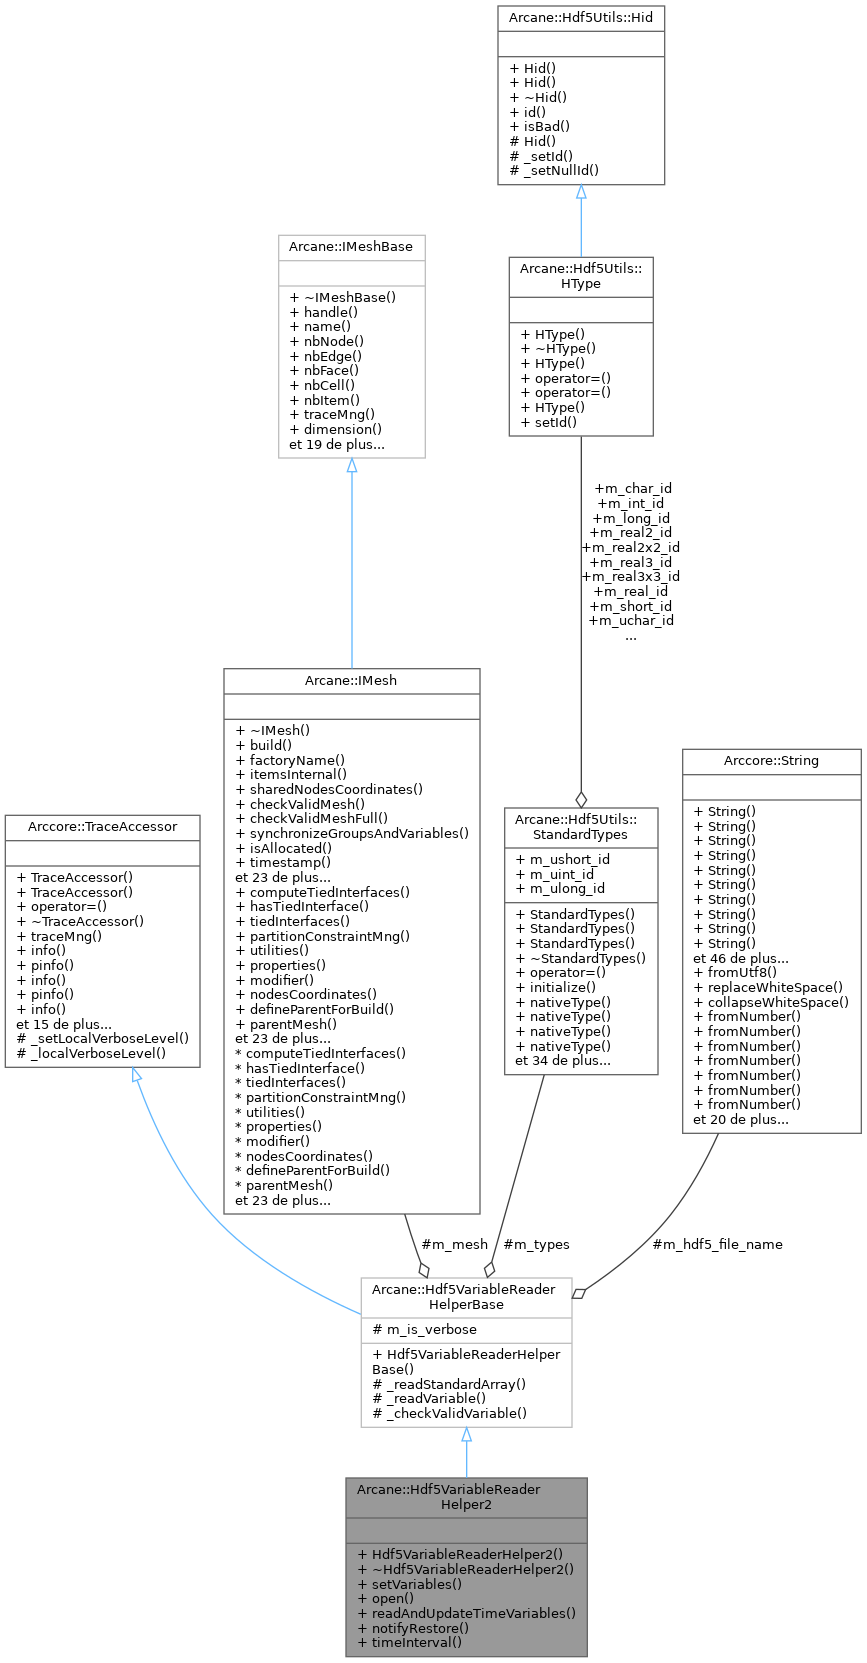 Arcane::Hdf5Utils::Hid
+ Hid()
+ Hid()
+ ~Hid()
+ id()
+ isBad()
# Hid()
# _setId()
# _setNullId()
Arcane::IMeshBase
+ ~IMeshBase()
+ handle()
+ name()
+ nbNode()
+ nbEdge()
+ nbFace()
+ nbCell()
+ nbItem()
+ traceMng()
+ dimension()
et 19 de plus...
Arcane::Hdf5Utils::
HType
+ HType()
+ ~HType()
+ HType()
+ operator=()
+ operator=()
+ HType()
+ setId()
+m_char_id
+m_int_id
+m_long_id
+m_real2_id
+m_real2x2_id
+m_real3_id
+m_real3x3_id
+m_real_id
+m_short_id
+m_uchar_id
...
Arcane::IMesh
+ ~IMesh()
+ build()
+ factoryName()
+ itemsInternal()
+ sharedNodesCoordinates()
+ checkValidMesh()
+ checkValidMeshFull()
+ synchronizeGroupsAndVariables()
+ isAllocated()
+ timestamp()
et 23 de plus...
+ computeTiedInterfaces()
+ hasTiedInterface()
+ tiedInterfaces()
+ partitionConstraintMng()
+ utilities()
+ properties()
+ modifier()
+ nodesCoordinates()
+ defineParentForBuild()
+ parentMesh()
et 23 de plus...
* computeTiedInterfaces()
* hasTiedInterface()
* tiedInterfaces()
* partitionConstraintMng()
* utilities()
* properties()
* modifier()
* nodesCoordinates()
* defineParentForBuild()
* parentMesh()
et 23 de plus...
Arccore::TraceAccessor
+ TraceAccessor()
+ TraceAccessor()
+ operator=()
+ ~TraceAccessor()
+ traceMng()
+ info()
+ pinfo()
+ info()
+ pinfo()
+ info()
et 15 de plus...
# _setLocalVerboseLevel()
# _localVerboseLevel()
Arcane::Hdf5Utils::
StandardTypes
+ m_ushort_id
+ m_uint_id
+ m_ulong_id
+ StandardTypes()
+ StandardTypes()
+ StandardTypes()
+ ~StandardTypes()
+ operator=()
+ initialize()
+ nativeType()
+ nativeType()
+ nativeType()
+ nativeType()
et 34 de plus...
Arccore::String
+ String()
+ String()
+ String()
+ String()
+ String()
+ String()
+ String()
+ String()
+ String()
+ String()
et 46 de plus...
+ fromUtf8()
+ replaceWhiteSpace()
+ collapseWhiteSpace()
+ fromNumber()
+ fromNumber()
+ fromNumber()
+ fromNumber()
+ fromNumber()
+ fromNumber()
+ fromNumber()
et 20 de plus...
#m_mesh
#m_types
#m_hdf5_file_name
Arcane::Hdf5VariableReader
HelperBase
# m_is_verbose
+ Hdf5VariableReaderHelper
Base()
# _readStandardArray()
# _readVariable()
# _checkValidVariable()
Arcane::Hdf5VariableReader
Helper2
+ Hdf5VariableReaderHelper2()
+ ~Hdf5VariableReaderHelper2()
+ setVariables()
+ open()
+ readAndUpdateTimeVariables()
+ notifyRestore()
+ timeInterval()